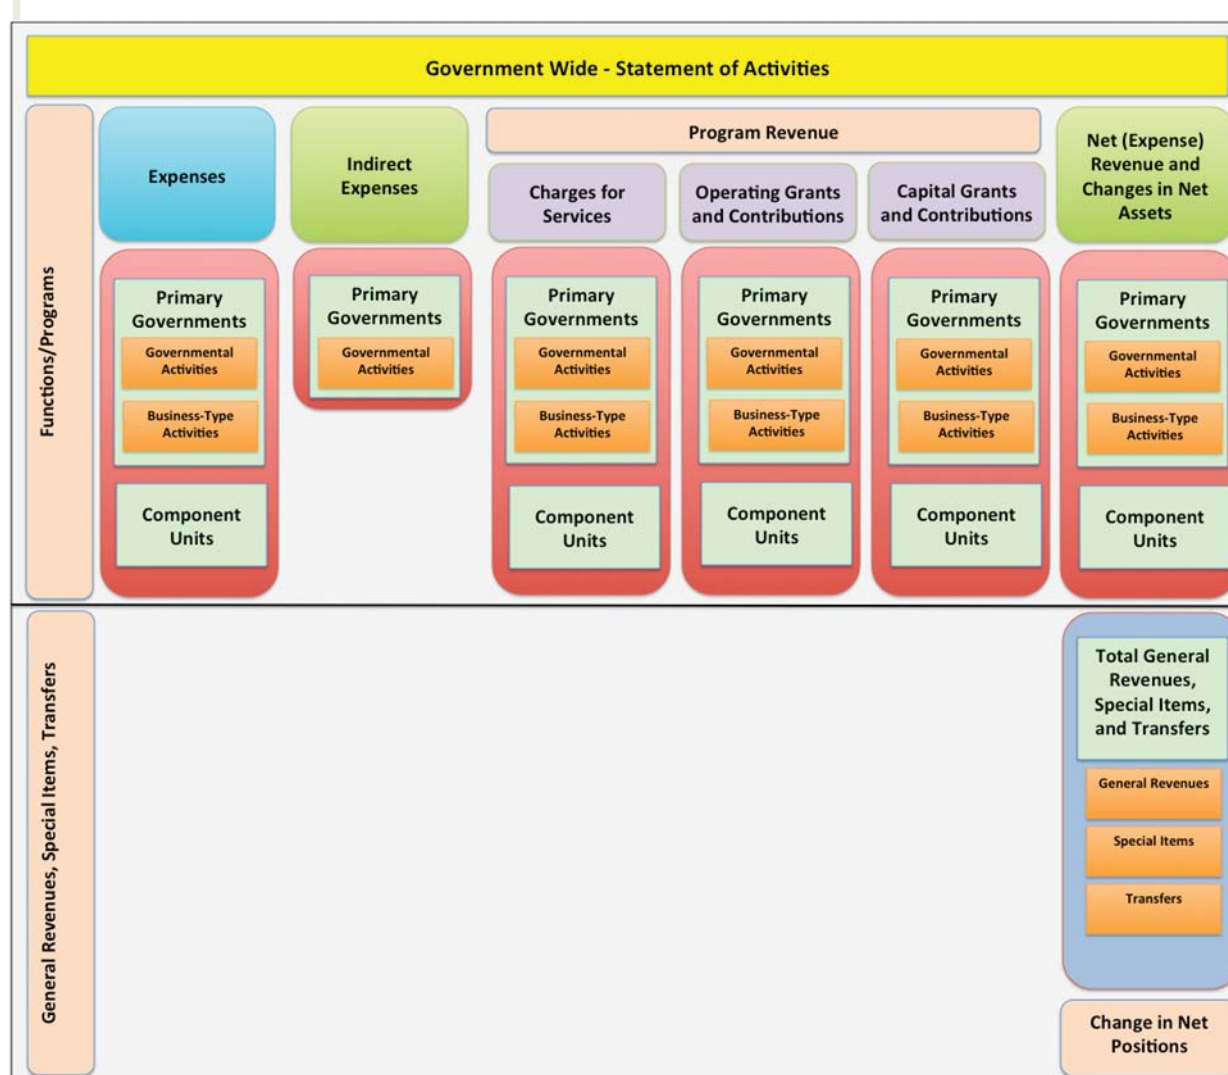 Government Wide - Statement of Activities
Functions/Programs
Expenses
Indirect
Expenses
Program Revenue
Charges for
Services
Operating Grants
and Contributions
Capital Grants
and Contributions
Net (Expense)
Revenue and
Changes in Net
Assets
Primary
Governments
Governmental
Activities
Business-Type
Activities
Component
Units
Primary
Governments
Governmental
Activities
Primary
Governments
Governmental
Activities
Business-Type
Activities
Component
Units
Primary
Governments
Governmental
Activities
Business-Type
Activities
Component
Units
Primary
Governments
Governmental
Activities
Business-Type
Activities
Component
Units
Primary
Governments
Governmental
Activities
Business-Type
Activities
Component
Units
General Revenues, Special Items, Transfers
Total General
Revenues,
Special Items,
and Transfers
General Revenues
Special Items
Transfers
Change in Net
Positions